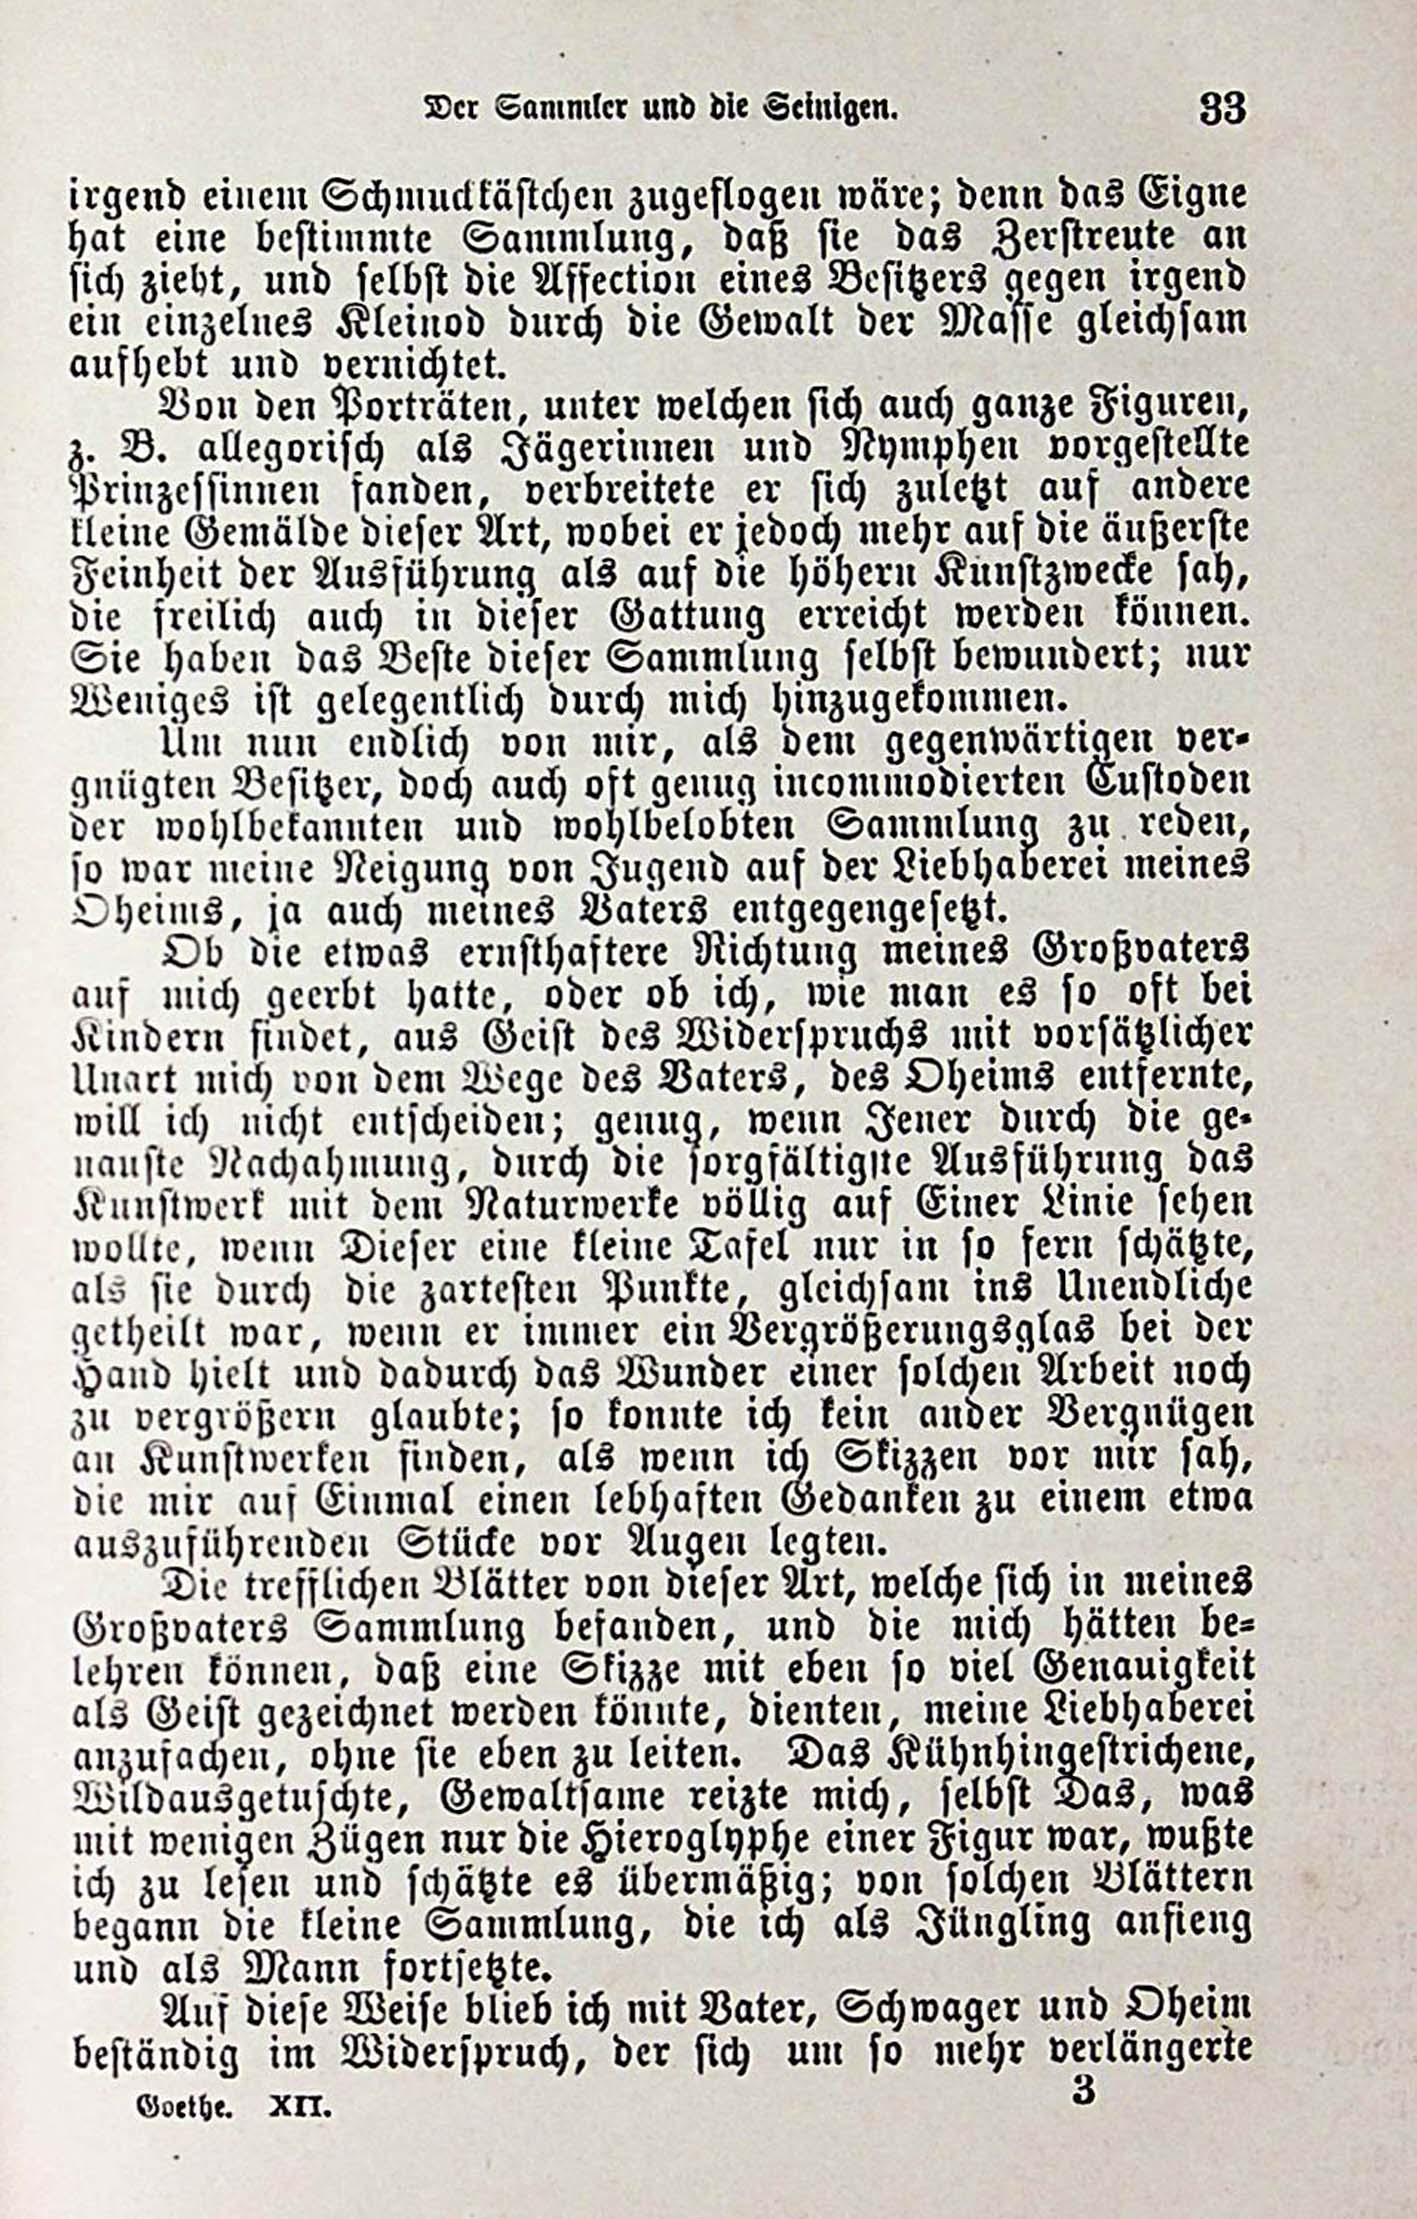 Der Sammler und die Seinigen. 33
irgend einem Schmuckkästchen zugeflogen wäre; denn das Eigne
hat eine bestimmte Sammlung, daß sie das Zerstreute an
sich zieht, und selbst die Affection eines Besitzers gegen irgend
ein einzelnes Kleinod durch die Gewalt der Masse gleichsam
aufhebt und vernichtet.
Von den Porträten, unter welchen sich auch ganze Figuren,
z. B. allegorisch als Jägerinnen und Nymphen vorgestellte
Prinzessinnen fanden, verbreitete er sich zuletzt auf andere
kleine Gemälde dieser Art, wobei er jedoch mehr auf die äußerste
Feinheit der Ausführung als auf die höhern Kunstzwecke sah,
die freilich auch in dieser Gattung erreicht werden können.
Sie haben das Beste dieser Sammlung selbst bewundert; nur
Weniges ist gelegentlich durch mich hinzugekommen.
Um nun endlich von mir, als dem gegenwärtigen ver-
gnügten Besitzer, doch auch oft genug incommodierten Custoden
der wohlbekannten und wohlbelobten Sammlung zu reden,
so war meine Neigung von Jugend auf der Liebhaberei meines
Oheims, ja auch meines Vaters entgegengesetzt.
Ob die etwas ernsthaftere Richtung meines Großvaters
auf mich geerbt hatte, oder ob ich, wie man es so oft bei
Kindern findet, aus Geist des Widerspruchs mit vorsätzlicher
Unart mich von dem Wege des Vaters, des Oheims entfernte,
will ich nicht entscheiden; genug, wenn Jener durch die ge-
nauste Nachahmung, durch die sorgfältigste Ausführung das
Kunstwerk mit dem Naturwerke völlig auf Einer Linie sehen
wollte, wenn Dieser eine kleine Tafel nur in so fern schätzte,
als sie durch die zartesten Punkte, gleichsam ins Unendliche
getheilt war, wenn er immer ein Vergrößerungsglas bei der
Hand hielt und dadurch das Wunder einer solchen Arbeit noch
zu vergrößern glaubte; so konnte ich kein ander Vergnügen
an Kunstwerken finden, als wenn ich Skizzen vor mir sah,
die mir auf Einmal einen lebhaften Gedanken zu einem etwa
auszuführenden Stücke vor Augen legten.
Die trefflichen Blätter von dieser Art, welche sich in meines
Großvaters Sammlung befanden, und die mich hätten be-
lehren können, daß eine Skizze mit eben so viel Genauigkeit
als Geist gezeichnet werden könnte, dienten, meine Liebhaberei
anzufachen, ohne sie eben zu leiten. Das Kühnhingestrichene,
Wildausgetuschte, Gewaltsame reizte mich, selbst Das, was
mit wenigen Zügen nur die Hieroglyphe einer Figur war, wußte
ich zu lesen und schätzte es übermäßig; von solchen Blättern
begann die kleine Sammlung, die ich als Jüngling anfieng
und als Mann fortsetzte.
Auf diese Weise blieb ich mit Vater, Schwager und Oheim
beständig im Widerspruch, der sich um so mehr verlängerte
Goethe. XII. 3